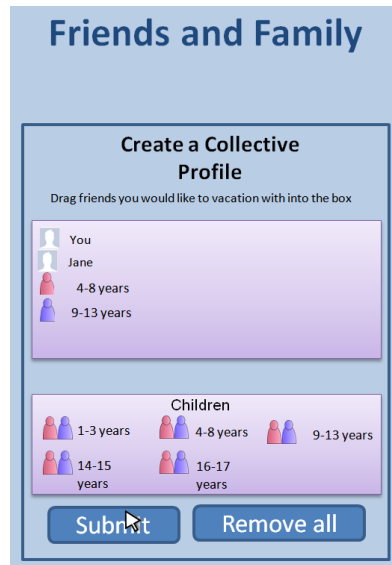 Friends and Family
Create a Collective
Profile
Drag friends you would like to vacation with into the box
You
Jane
4-8 years
9-13 years
Children
1-3 years
4-8 years
9-13 years
14-15
years
16-17
years
Submit
Remove all